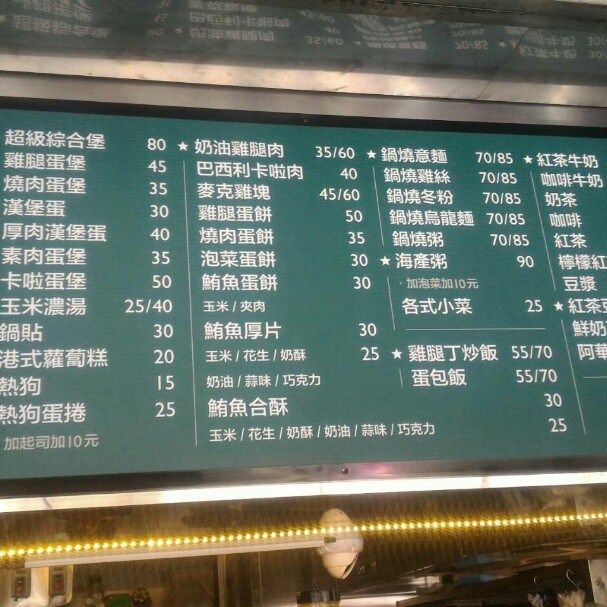 超級綜合堡 80
雞腿蛋堡 45
燒肉蛋堡 35
漢堡蛋 30
厚肉漢堡蛋 40
素肉蛋堡 35
卡啦蛋堡 50
玉米濃湯 25/40
鍋貼 30
港式蘿蔔糕 20
熱狗 15
熱狗蛋捲 25
加起司加10元
★ 奶油雞腿肉 35/60
巴西利卡啦肉 40
麥克雞塊 45/60
雞腿蛋餅 50
燒肉蛋餅 35
泡菜蛋餅 30
鮪魚蛋餅 30
玉米/夾肉
鮪魚厚片 30
玉米/花生/奶酥 25
奶油/蒜味/巧克力
鮪魚合酥 30
玉米/花生/奶酥/奶油/蒜味/巧克力 25
★ 鍋燒意麵 70/85
鍋燒雞絲 70/85
鍋燒冬粉 70/85
鍋燒烏龍麵 70/85
鍋燒粥 70/85
★ 海產粥 90
·加泡菜加10元
各式小菜 25
★ 雞腿丁炒飯 55/70
蛋包飯 55/70
★ 紅茶牛奶
咖啡牛奶
奶茶
咖啡
紅茶
檸檬紅
豆漿
★ 紅茶豆
鮮奶
阿華